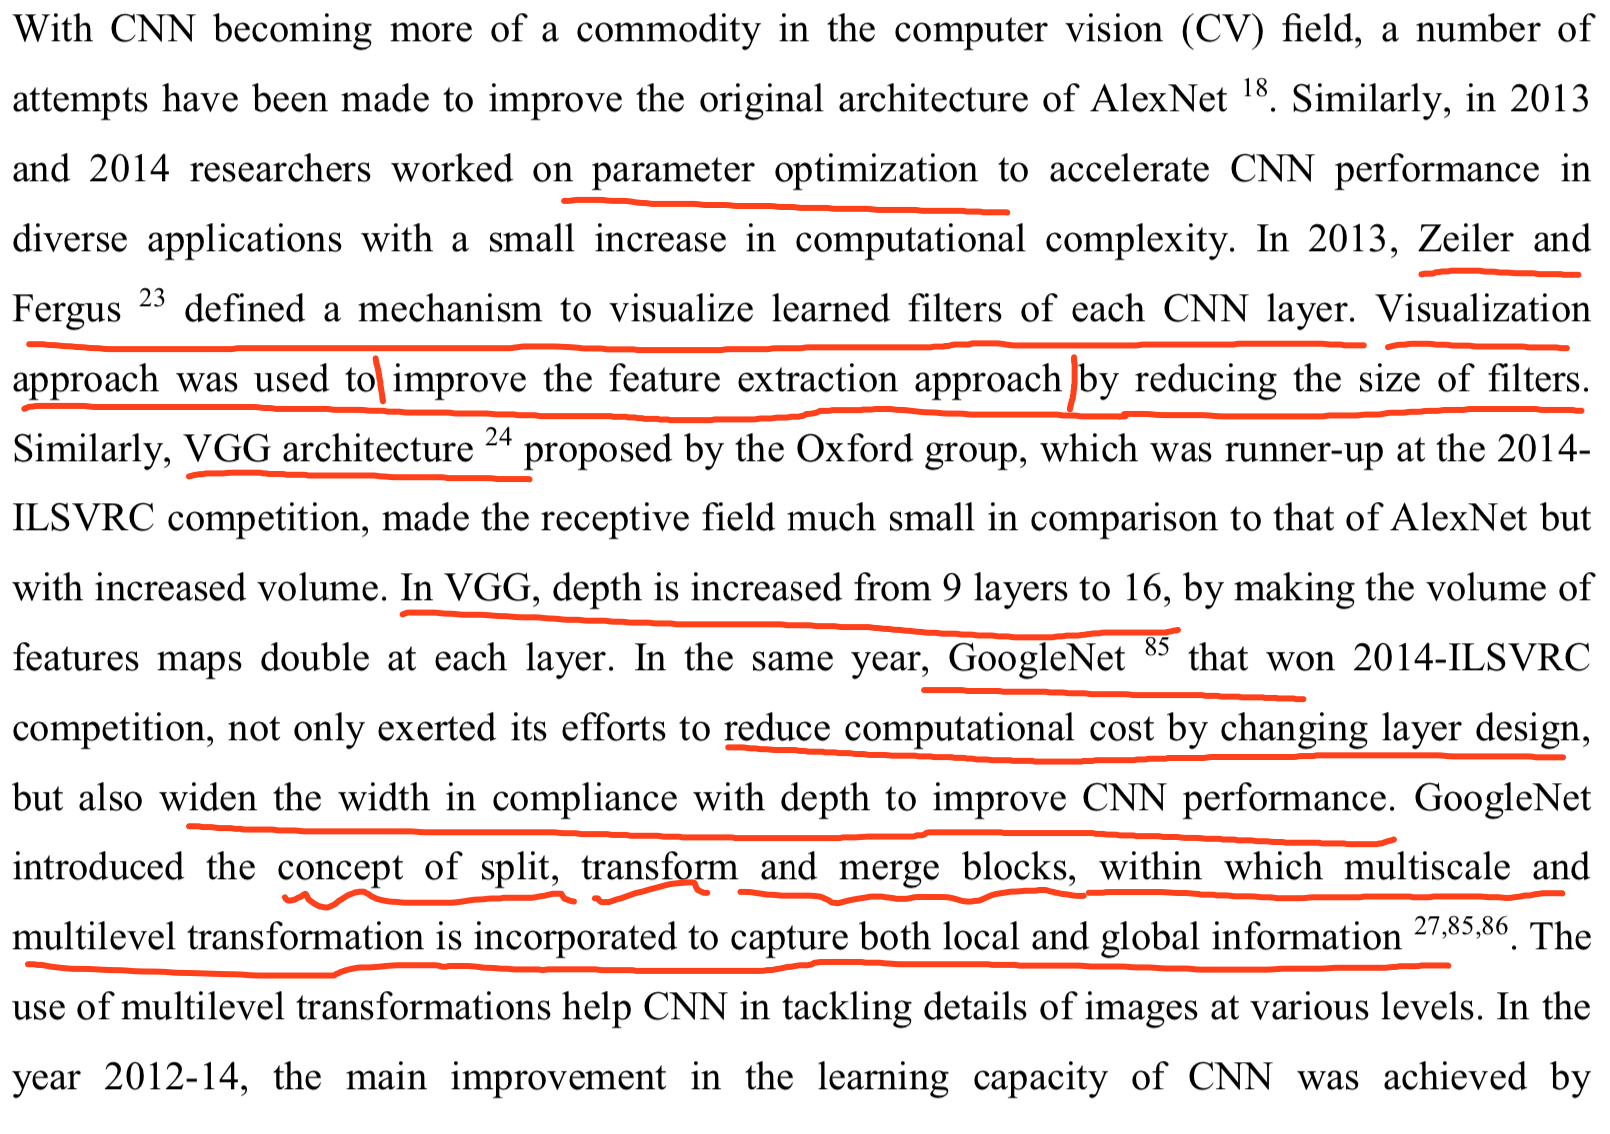 With CNN becoming more of a commodity in the computer vision (CV) field, a number of
attempts have been made to improve the original architecture of AlexNet 18. Similarly, in 2013
and 2014 researchers worked on parameter optimization to accelerate CNN performance in
diverse applications with a small increase in computational complexity. In 2013, Zeiler and
Fergus 23 defined a mechanism to visualize learned filters of each CNN layer. Visualization
approach was used to improve the feature extraction approach by reducing the size of filters.
Similarly, VGG architecture 24 proposed by the Oxford group, which was runner-up at the 2014-
ILSVRC competition, made the receptive field much small in comparison to that of AlexNet but
with increased volume. In VGG, depth is increased from 9 layers to 16, by making the volume of
features maps double at each layer. In the same year, GoogleNet 85 that won 2014-ILSVRC
competition, not only exerted its efforts to reduce computational cost by changing layer design,
but also widen the width in compliance with depth to improve CNN performance. GoogleNet
introduced the concept of split, transform and merge blocks, within which multiscale and
multilevel transformation is incorporated to capture both local and global information 27,85,86. The
use of multilevel transformations help CNN in tackling details of images at various levels. In the
year 2012-14, the main improvement in the learning capacity of CNN was achieved by